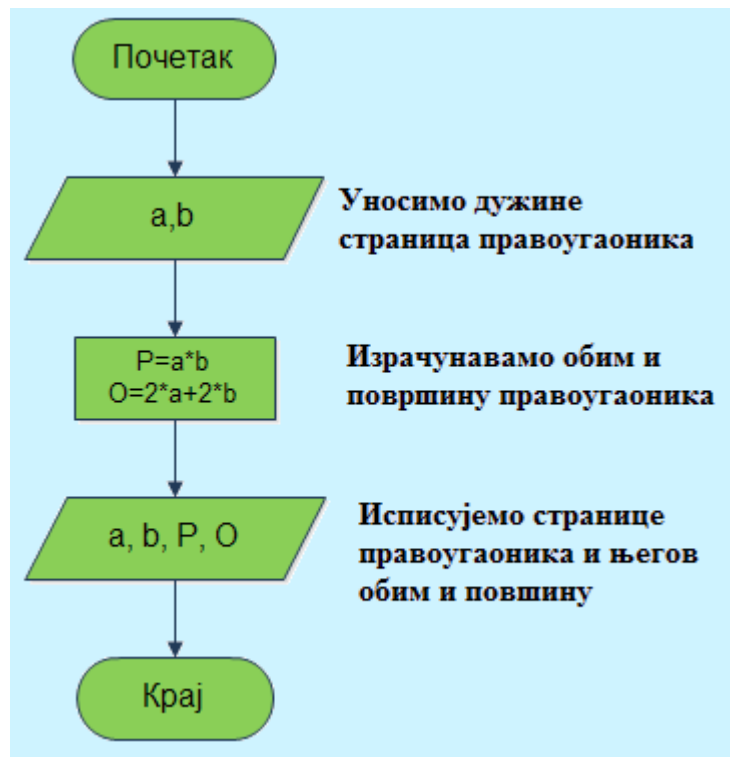 Почетак
a,b
Уносимо дужине
страница правоугаоника
P=a*b
O=2*a+2*b
Израчунавамо обим и
површину правоугаоника
a, b, P, O
Исписујемо странице
правоугаоника и његов
обим и повшину
Крај